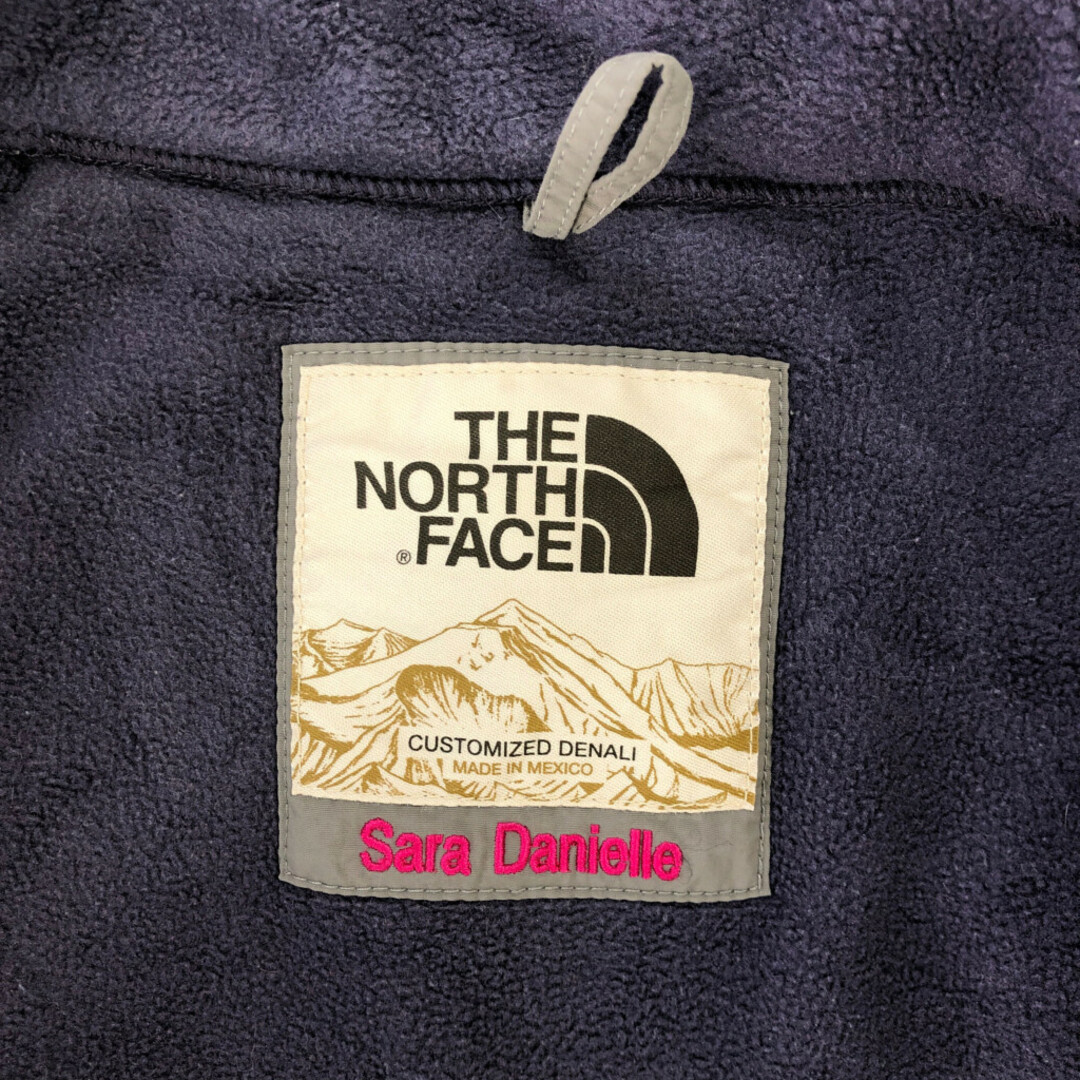 THE
NORTH
® FACE
CUSTOMIZED DENALI
MADE IN MEXICO
Sara Danielle